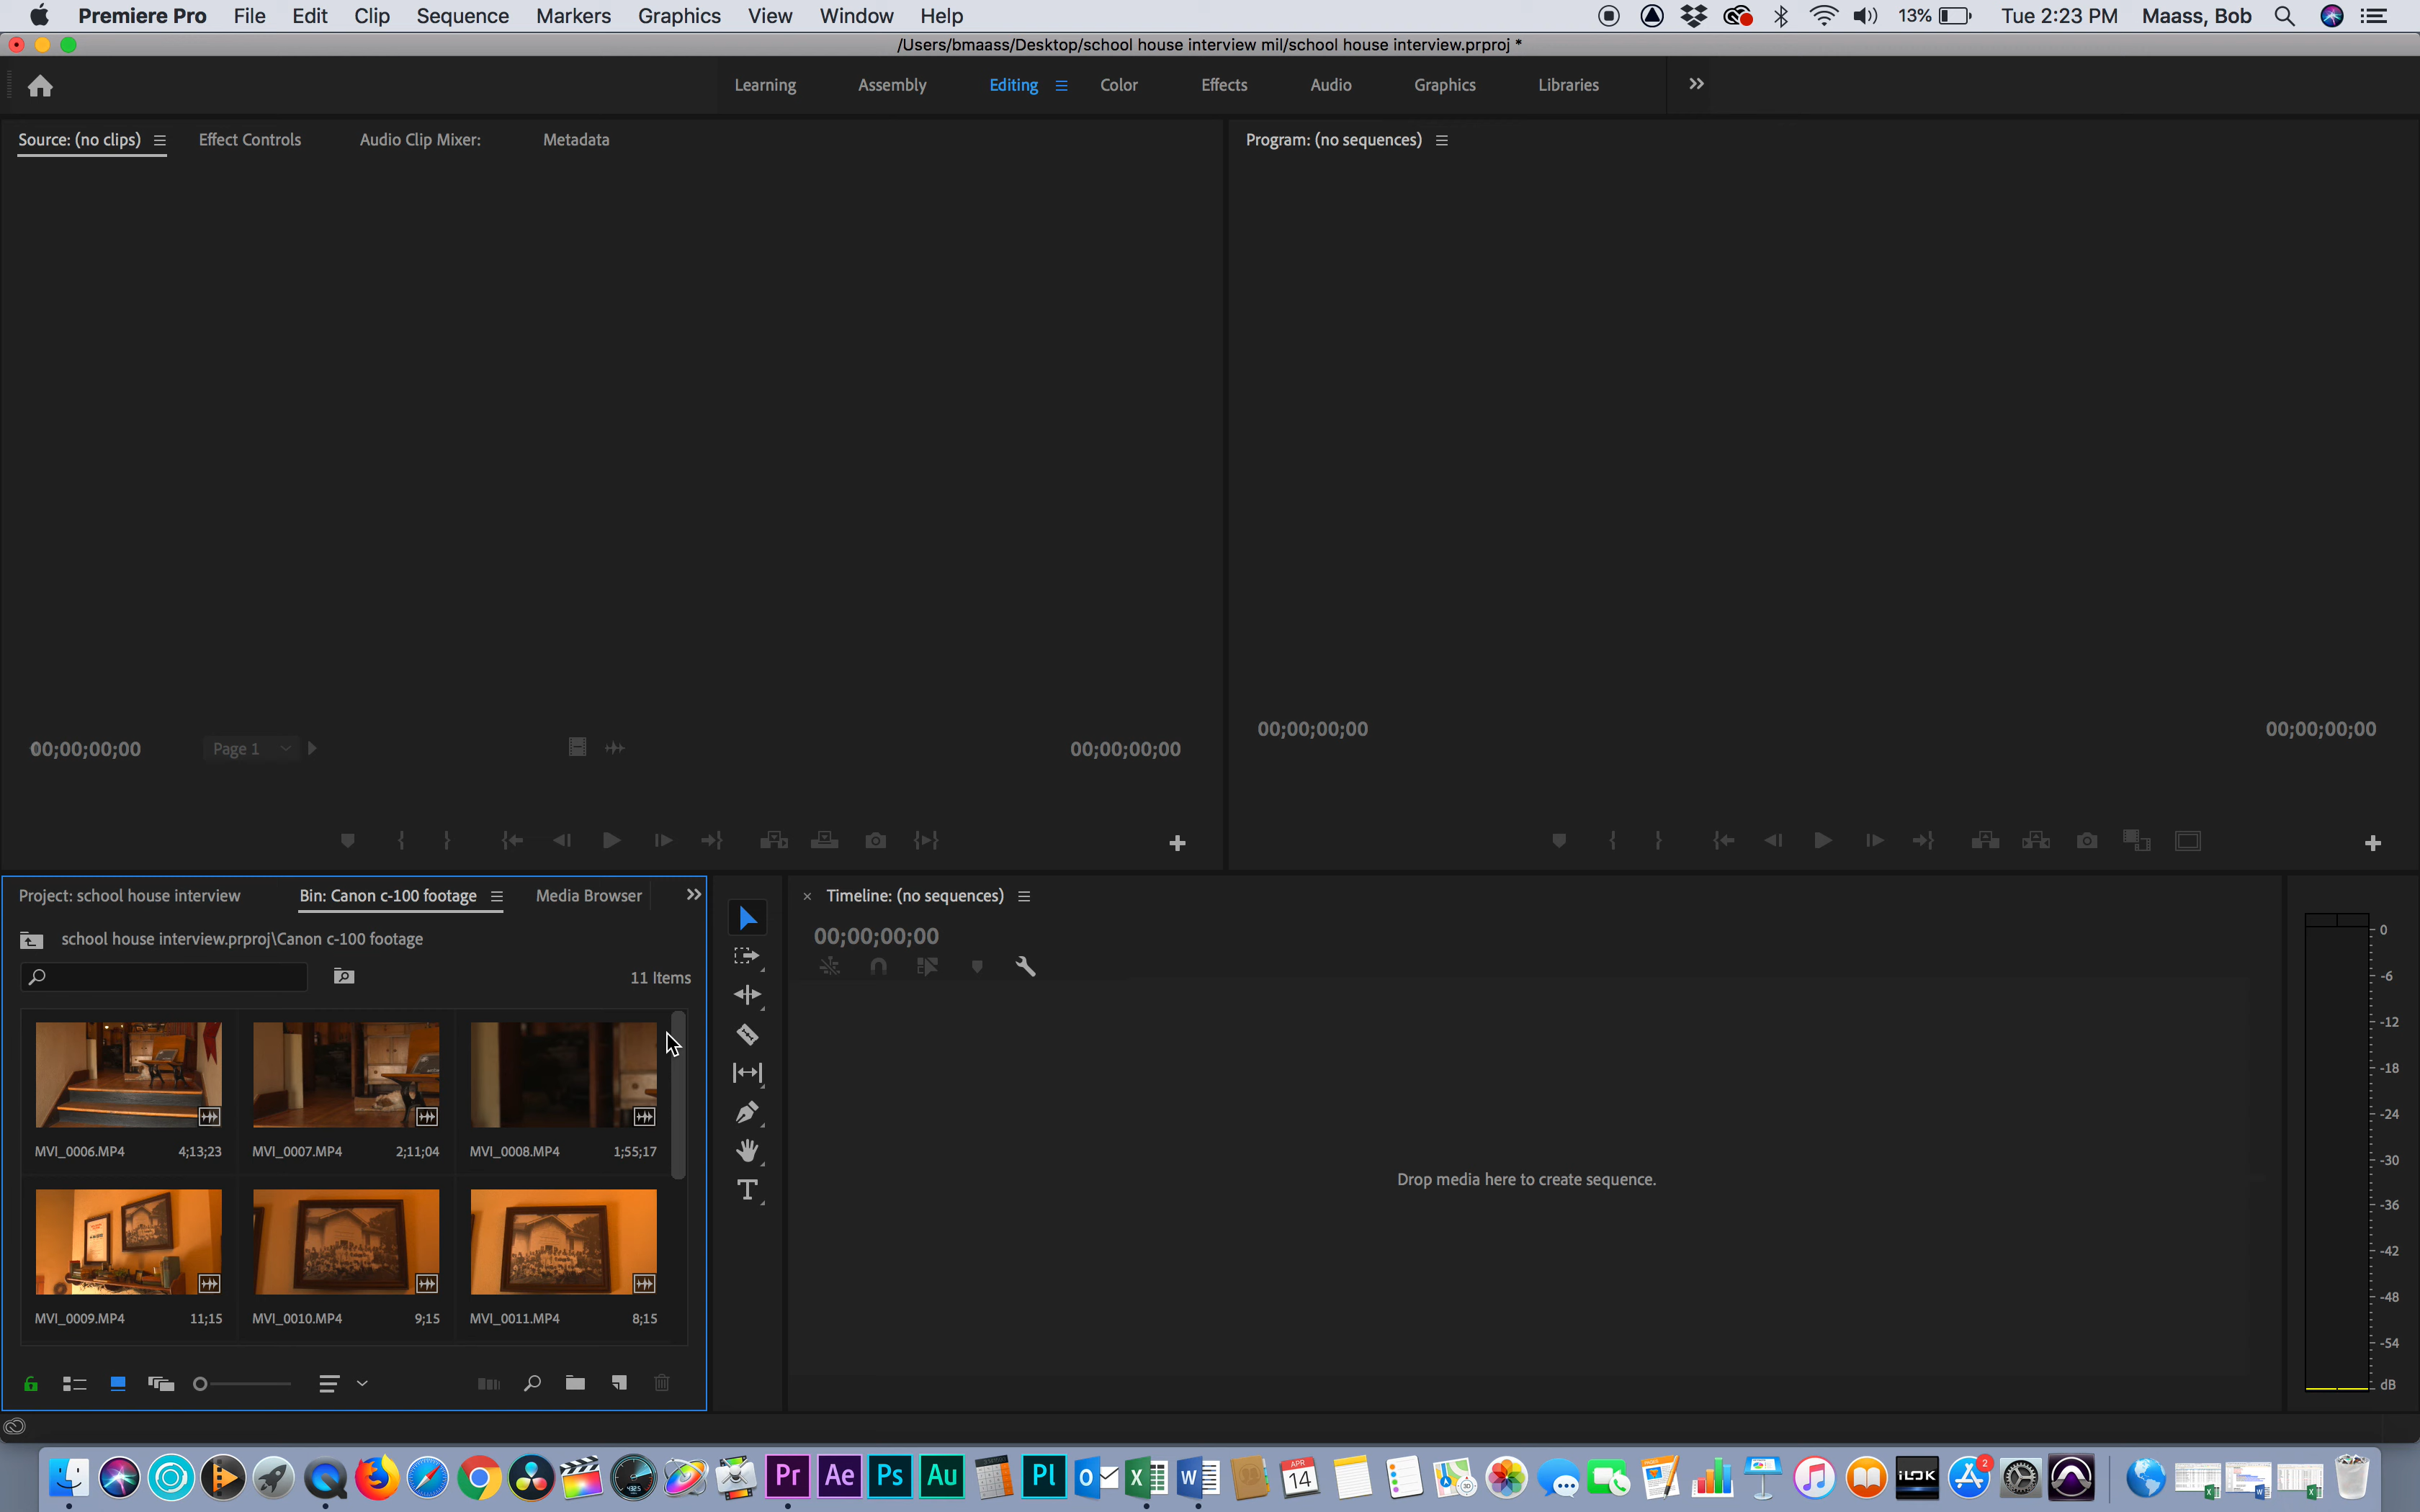 Premiere Pro File Edit Clip Sequence Markers Graphics View Window Help 13% Tue 2:23 PM Maass, Bob
/Users/bmaass/Desktop/school house interview mil/school house interview.prproj *
Learning Assembly Editing Color Effects Audio Graphics Libraries
Source: (no clips) Effect Controls Audio Clip Mixer: Metadata
Program: (no sequences)
00;00;00;00 Page 1 00;00;00;00
00;00;00;00 00;00;00;00
Project: school house interview Bin: Canon c-100 footage Media Browser
school house interview.prproj\Canon c-100 footage
11 Items
MVI_0006.MP4 4;13;23 MVI_0007.MP4 2;11;04 MVI_0008.MP4 1;55;17
MVI_0009.MP4 11;15 MVI_0010.MP4 9;15 MVI_0011.MP4 8;15
Timeline: (no sequences)
00;00;00;00
Drop media here to create sequence.
0
-6
-12
-18
-24
-30
-36
-42
-48
-54
dB
Pr Ae Ps Au Pl APR 14 iLOK 2